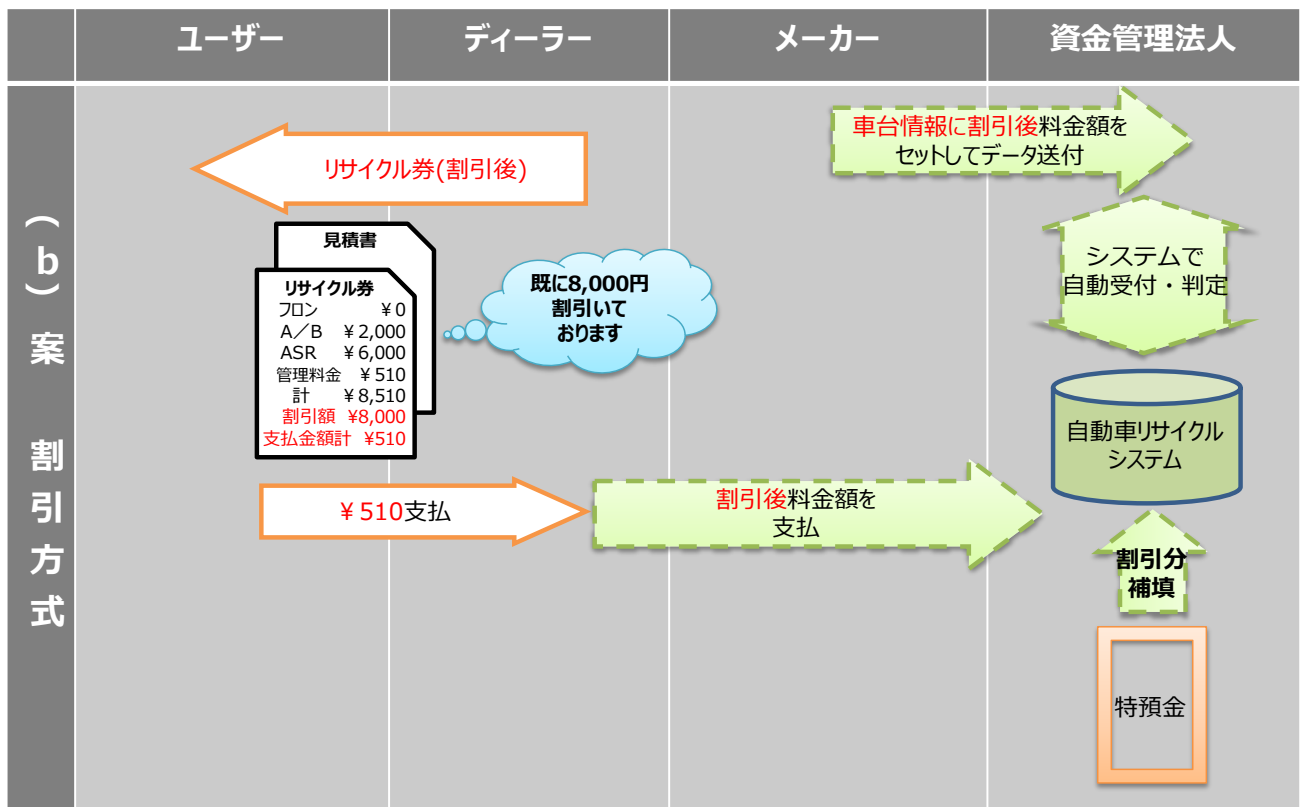 ユーザー
ディーラー
メーカー
資金管理法人
(b)案 割引方式
車台情報に割引後料金額を
セットしてデータ送付
リサイクル券(割引後)
システムで
自動受付・判定
見積書
リサイクル券
フロン ¥0
A/B ¥2,000
ASR ¥6,000
管理料金 ¥510
計 ¥8,510
割引額 ¥8,000
支払金額計 ¥510
既に8,000円
割引いて
おります
自動車リサイクル
システム
¥510支払
割引後料金額を
支払
割引分
補填
特預金